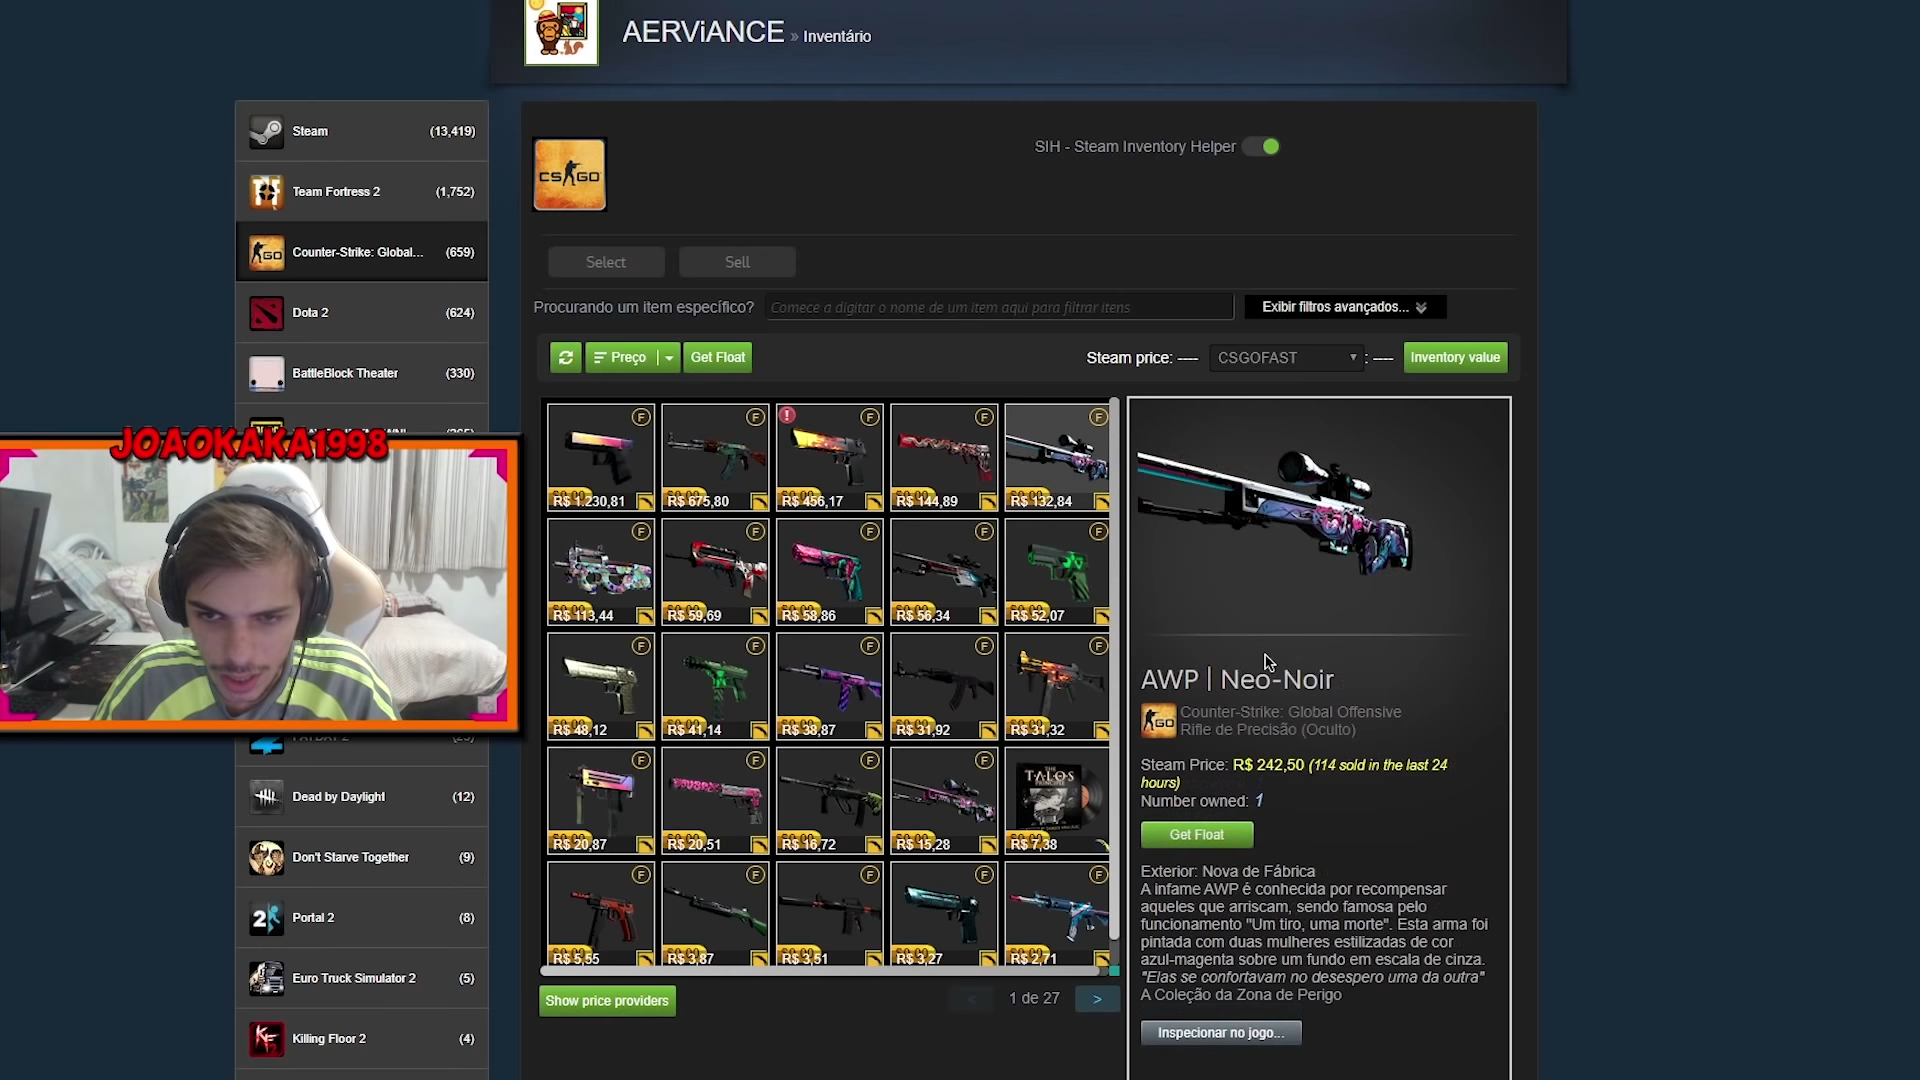 AERViANCE » Inventário
Steam (13,419)
Team Fortress 2 (1,752)
Counter-Strike: Global... (659)
Dota 2 (624)
BattleBlock Theater (330)
JOAOKAKA1998
Dead by Daylight (12)
Don't Starve Together (9)
Portal 2 (8)
Euro Truck Simulator 2 (5)
Killing Floor 2 (4)
CS GO
SIH - Steam Inventory Helper
Select Sell
Procurando um item específico? Comece a digitar o nome de um item aqui para filtrar itens Exibir filtros avançados...
Preço Get Float Steam price: ---- CSGOFAST : ---- Inventory value
R$ 1.230,81 R$ 675,80 R$ 456,17 R$ 144,89 R$ 132,84
R$ 113,44 R$ 59,69 R$ 58,86 R$ 56,34 R$ 52,07
R$ 48,12 R$ 41,14 R$ 38,87 R$ 31,92 R$ 31,32
THE TALOS PRINCIPLE
R$ 20,87 R$ 20,51 R$ 16,72 R$ 15,28 R$ 7,38
R$ 5,55 R$ 3,87 R$ 3,51 R$ 3,27 R$ 2,71
Show price providers < 1 de 27 >
AWP | Neo-Noir
Counter-Strike: Global Offensive
Rifle de Precisão (Oculto)
Steam Price: R$ 242,50 (114 sold in the last 24
hours)
Number owned: 1
Get Float
Exterior: Nova de Fábrica
A infame AWP é conhecida por recompensar
aqueles que arriscam, sendo famosa pelo
funcionamento "Um tiro, uma morte". Esta arma foi
pintada com duas mulheres estilizadas de cor
azul-magenta sobre um fundo em escala de cinza.
"Elas se confortavam no desespero uma da outra"
A Coleção da Zona de Perigo
Inspecionar no jogo...